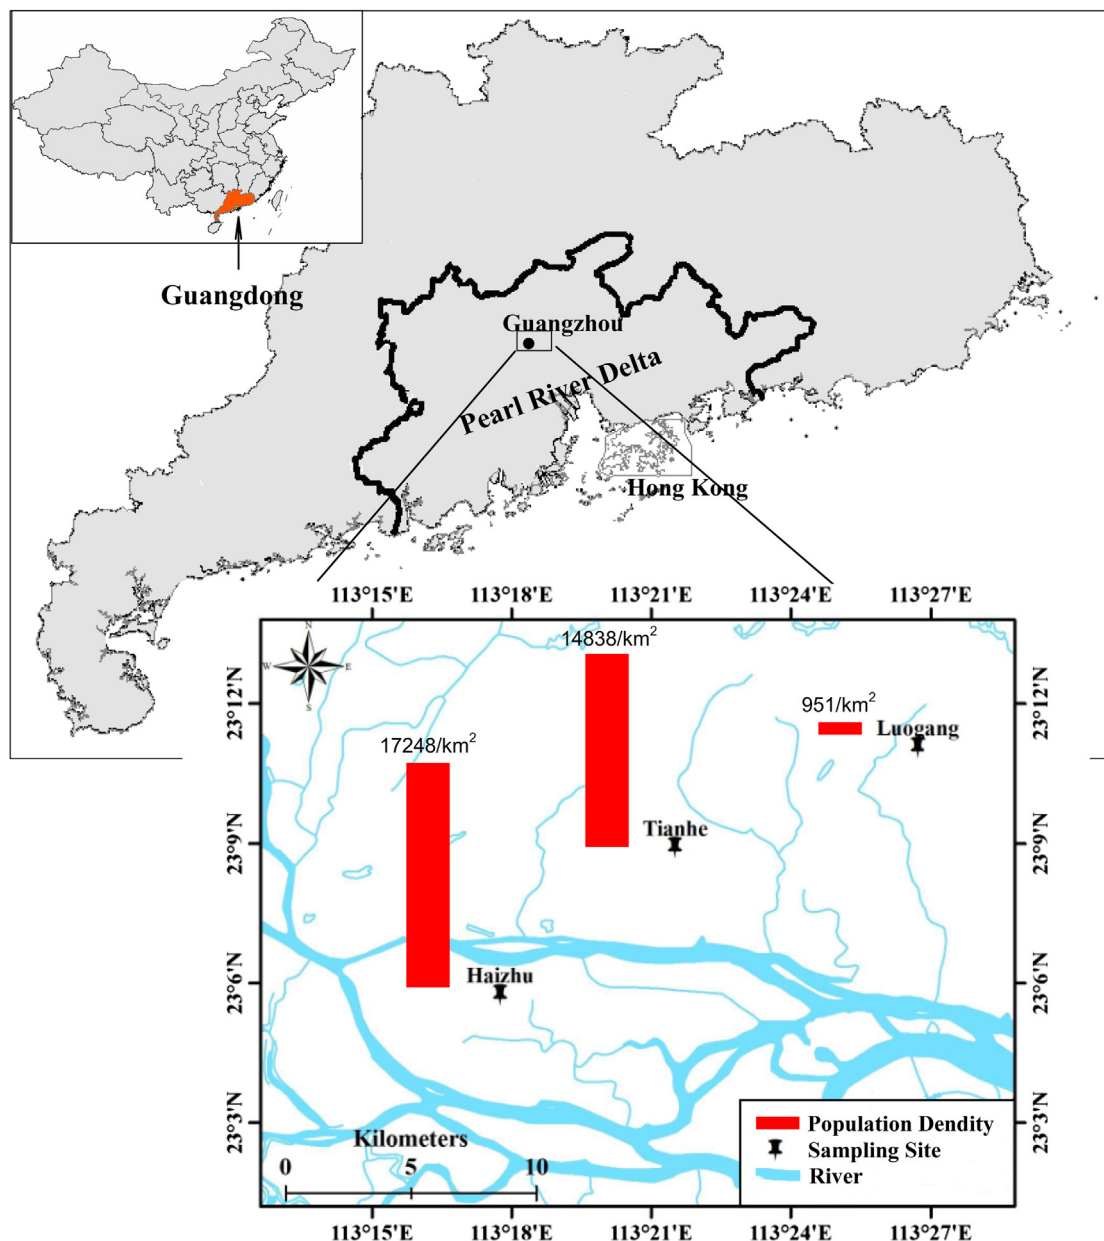 Guangdong
Guangzhou
Pearl River Delta
Hong Kong
113°15'E 113°18'E 113°21'E 113°24'E 113°27'E
N
W E
S
14838/km²
951/km²
Luogang
17248/km²
Tianhe
Haizhu
23°12'N
23°9'N
23°6'N
23°3'N
23°12'N
23°9'N
23°6'N
23°3'N
Kilometers
0 5 10
Population Dendity
Sampling Site
River
113°15'E 113°18'E 113°21'E 113°24'E 113°27'E